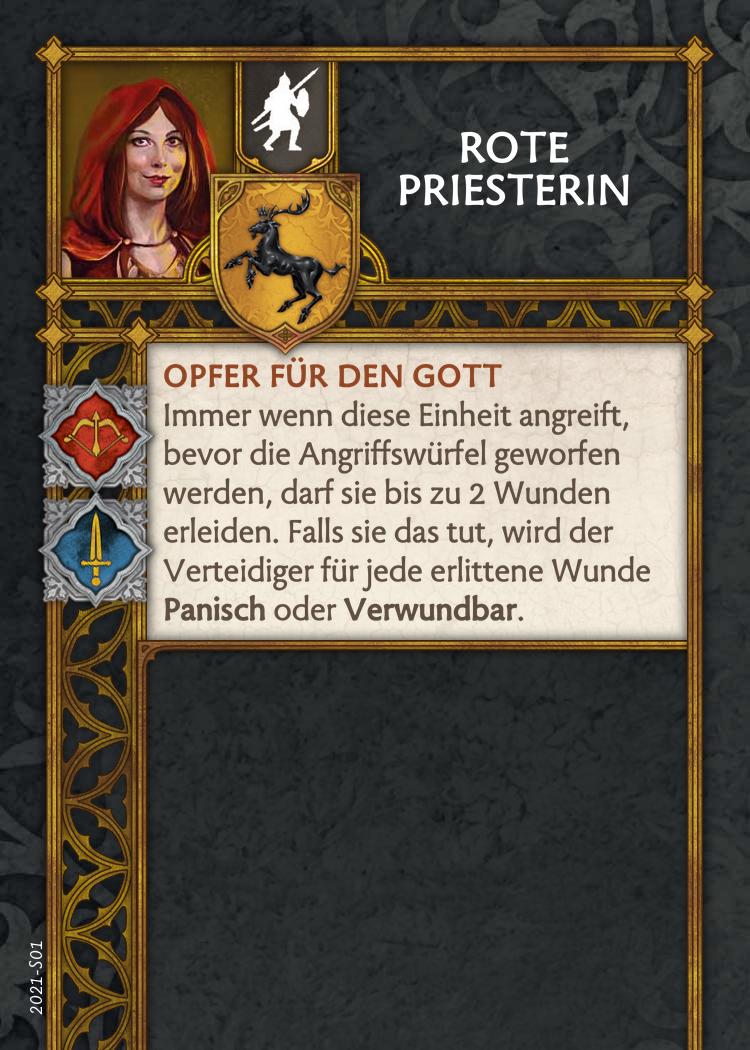 ROTE
PRIESTERIN
OPFER FÜR DEN GOTT
Immer wenn diese Einheit angreift,
bevor die Angriffswürfel geworfen
werden, darf sie bis zu 2 Wunden
erleiden. Falls sie das tut, wird der
Verteidiger für jede erlittene Wunde
Panisch oder Verwundbar.
2021-S01